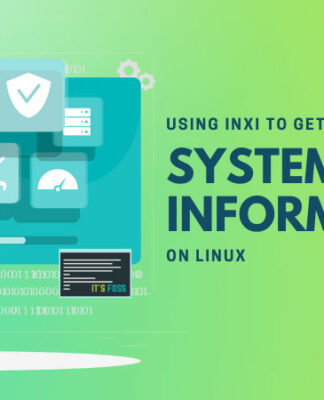 USING INXI TO GET
SYSTEM
INFORM
ON LINUX
IT'S FOSS